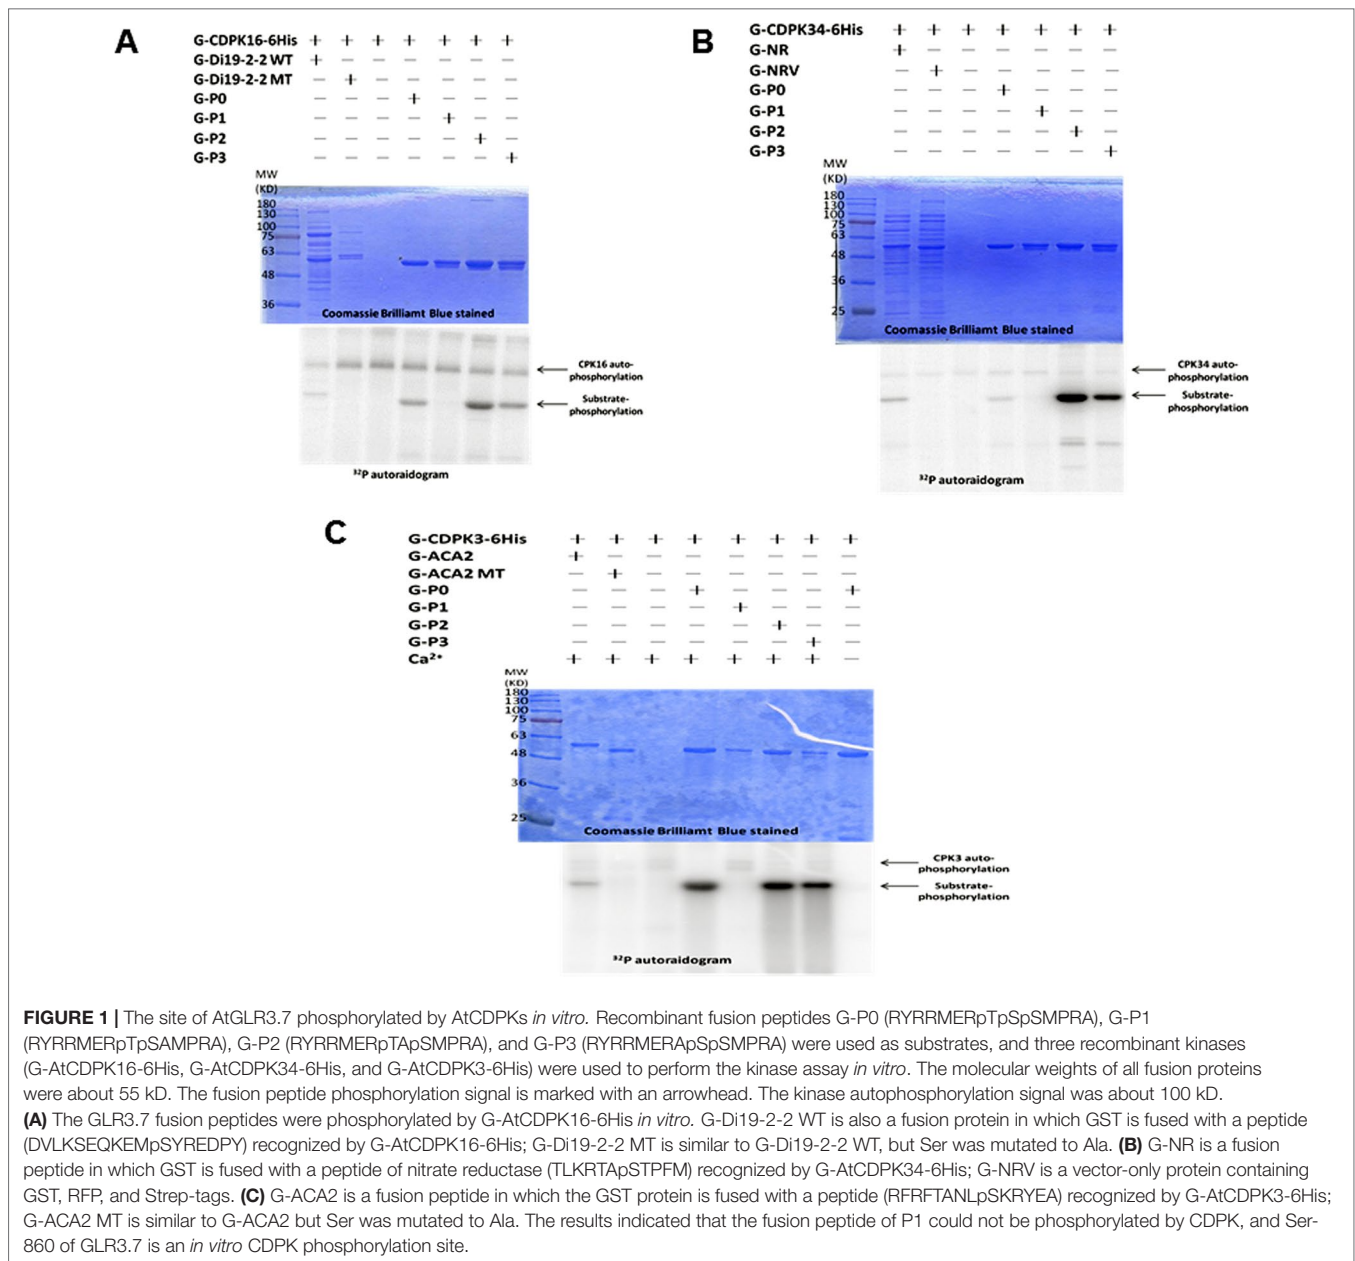 A
G-CDPK16-6His + + + + + + +
G-Di19-2-2 WT + — — — — — —
G-Di19-2-2 MT — + — — — — —
G-P0 — — — + — — —
G-P1 — — — — + — —
G-P2 — — — — — + —
G-P3 — — — — — — +
MW
(KD)
180
130
100
75
63
48
36
Coomassie Brilliamt Blue stained
CPK16 auto-
phosphorylation
Substrate-
phosphorylation
32P autoraidogram
B
G-CDPK34-6His + + + + + + +
G-NR + — — — — — —
G-NRV — + — — — — —
G-P0 — — — + — — —
G-P1 — — — — + — —
G-P2 — — — — — + —
G-P3 — — — — — — +
MW
(KD)
180
130
100
75
63
48
36
25
Coomassie Brilliamt Blue stained
CPK34 auto-
phosphorylation
Substrate-
phosphorylation
32P autoraidogram
C
G-CDPK3-6His + + + + + + + +
G-ACA2 + — — — — — — —
G-ACA2 MT — + — — — — — —
G-P0 — — — + — — — +
G-P1 — — — — + — — —
G-P2 — — — — — + — —
G-P3 — — — — — — + —
Ca2+ + + + + + + + —
MW
(KD)
180
130
100
75
63
48
36
25
Coomassie Brilliamt Blue stained
CPK3 auto-
phosphorylation
Substrate-
phosphorylation
32P autoraidogram
FIGURE 1 | The site of AtGLR3.7 phosphorylated by AtCDPKs in vitro. Recombinant fusion peptides G-P0 (RYRRMERpTpSpSMPRA), G-P1
(RYRRMERpTpSAMPRA), G-P2 (RYRRMERpTApSMPRA), and G-P3 (RYRRMERApSpSMPRA) were used as substrates, and three recombinant kinases
(G-AtCDPK16-6His, G-AtCDPK34-6His, and G-AtCDPK3-6His) were used to perform the kinase assay in vitro. The molecular weights of all fusion proteins
were about 55 kD. The fusion peptide phosphorylation signal is marked with an arrowhead. The kinase autophosphorylation signal was about 100 kD.
(A) The GLR3.7 fusion peptides were phosphorylated by G-AtCDPK16-6His in vitro. G-Di19-2-2 WT is also a fusion protein in which GST is fused with a peptide
(DVLKSEQKEMpSYREDPY) recognized by G-AtCDPK16-6His; G-Di19-2-2 MT is similar to G-Di19-2-2 WT, but Ser was mutated to Ala. (B) G-NR is a fusion
peptide in which GST is fused with a peptide of nitrate reductase (TLKRTApSTPFM) recognized by G-AtCDPK34-6His; G-NRV is a vector-only protein containing
GST, RFP, and Strep-tags. (C) G-ACA2 is a fusion peptide in which the GST protein is fused with a peptide (RFRFTANLpSKRYEA) recognized by G-AtCDPK3-6His;
G-ACA2 MT is similar to G-ACA2 but Ser was mutated to Ala. The results indicated that the fusion peptide of P1 could not be phosphorylated by CDPK, and Ser-
860 of GLR3.7 is an in vitro CDPK phosphorylation site.